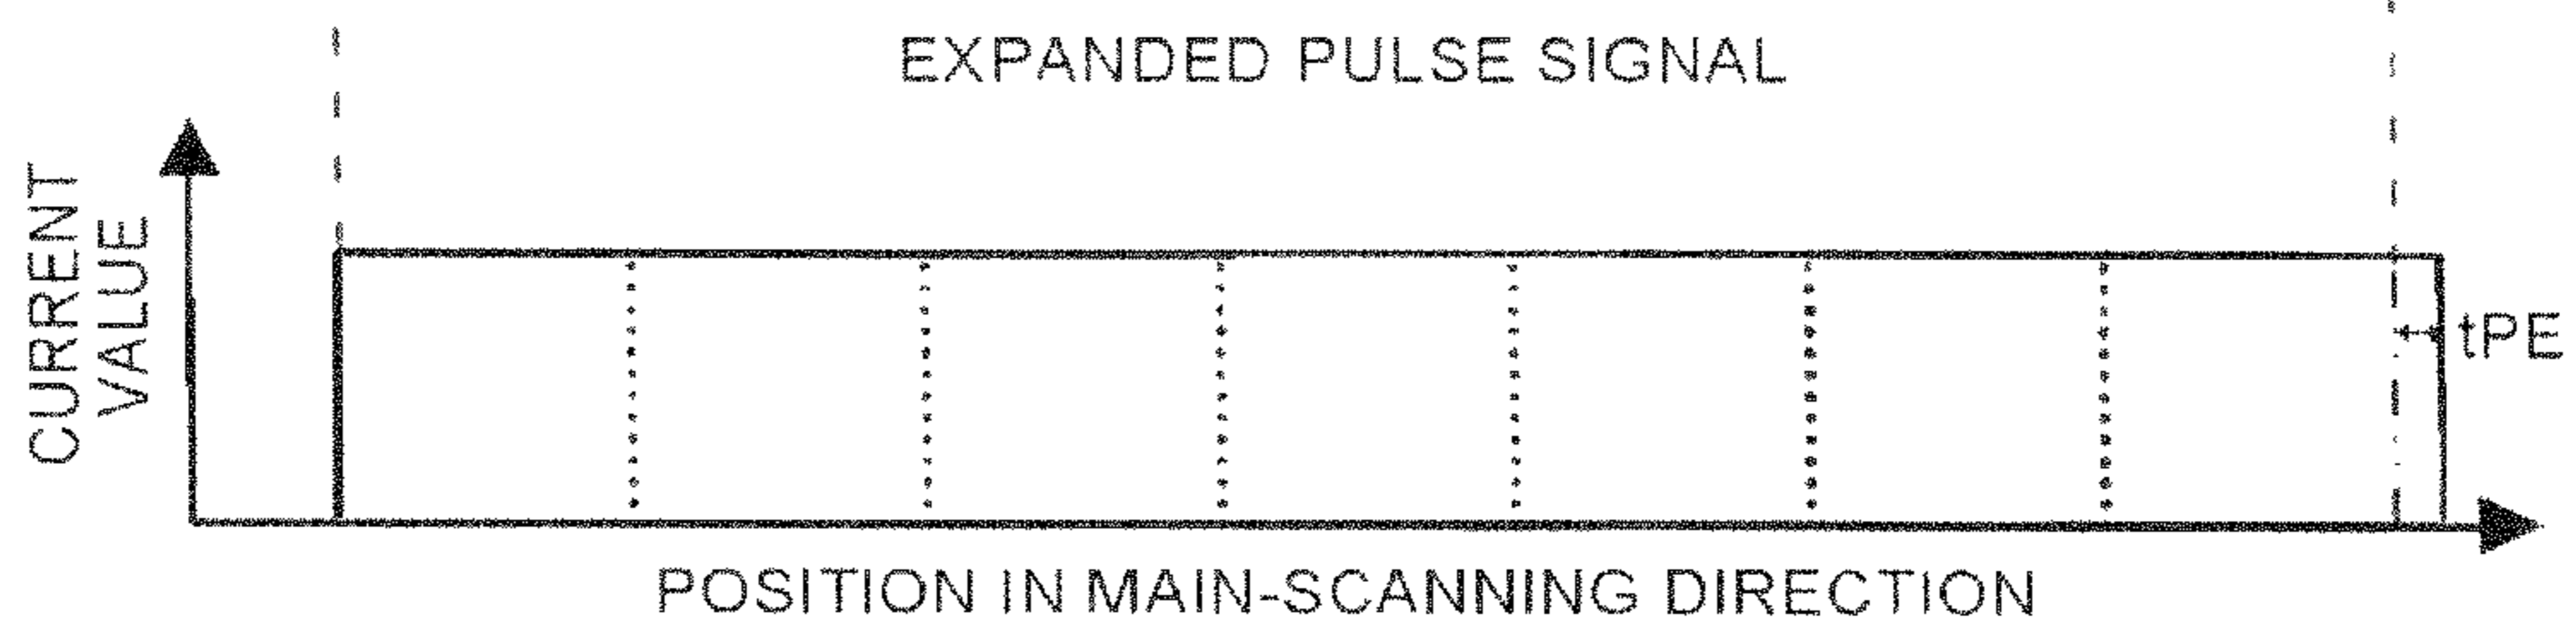 EXPANDED PULSE SIGNAL
CURRENT
VALUE
tPE
POSITION IN MAIN-SCANNING DIRECTION